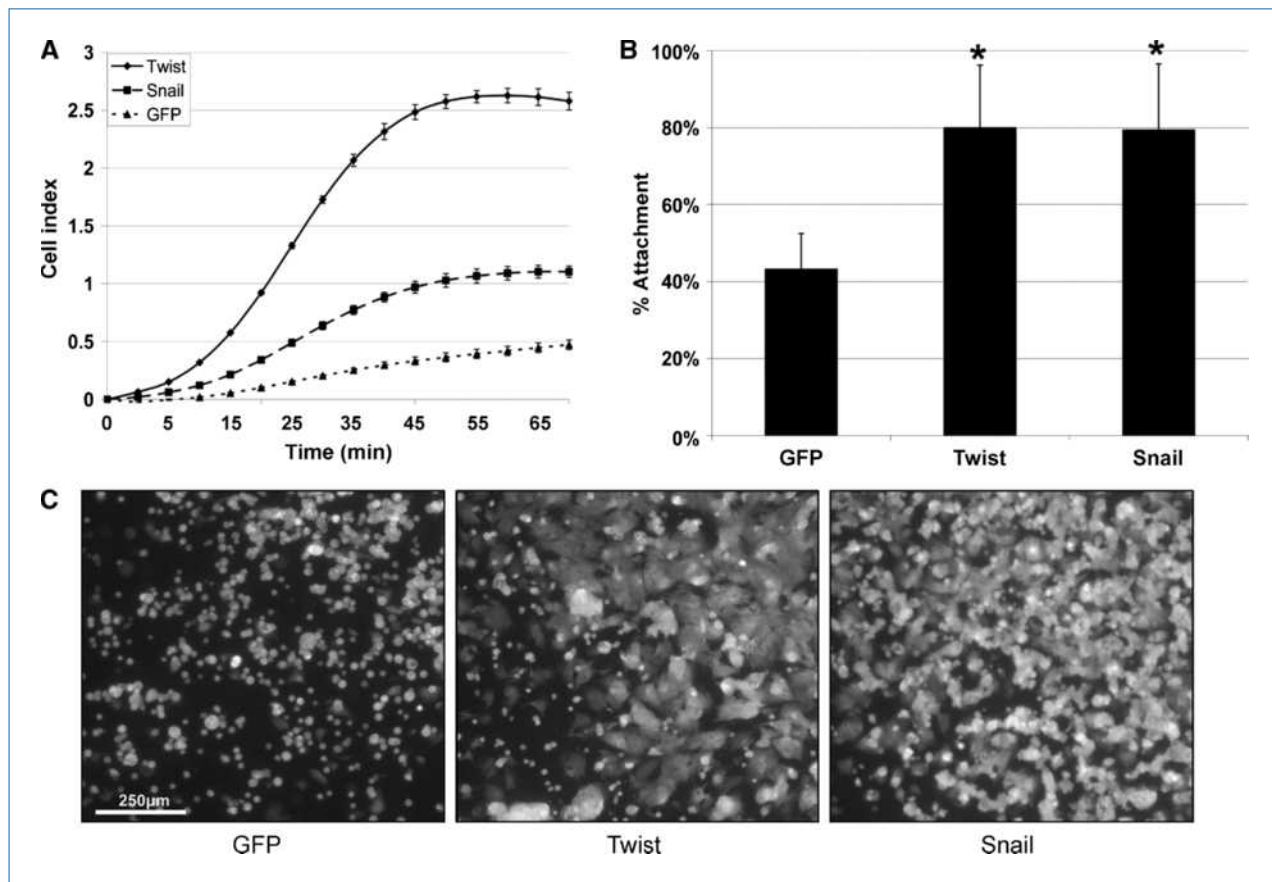 A
3
2.5
2
1.5
1
0.5
0
Cell index
Twist
Snail
GFP
0 5 15 25 35 45 55 65
Time (min)
B
100%
80%
60%
40%
20%
0%
% Attachment
* *
GFP Twist Snail
C
250μm
GFP Twist Snail